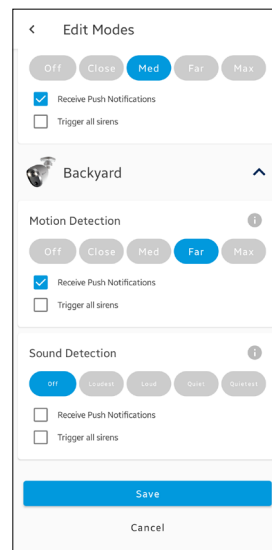 Edit Modes
Off Close Med Far Max
Receive Push Notifications
Trigger all sirens
Backyard
Motion Detection
Off Close Med Far Max
Receive Push Notifications
Trigger all sirens
Sound Detection
Off Loudest Loud Quiet Quietest
Receive Push Notifications
Trigger all sirens
Save
Cancel